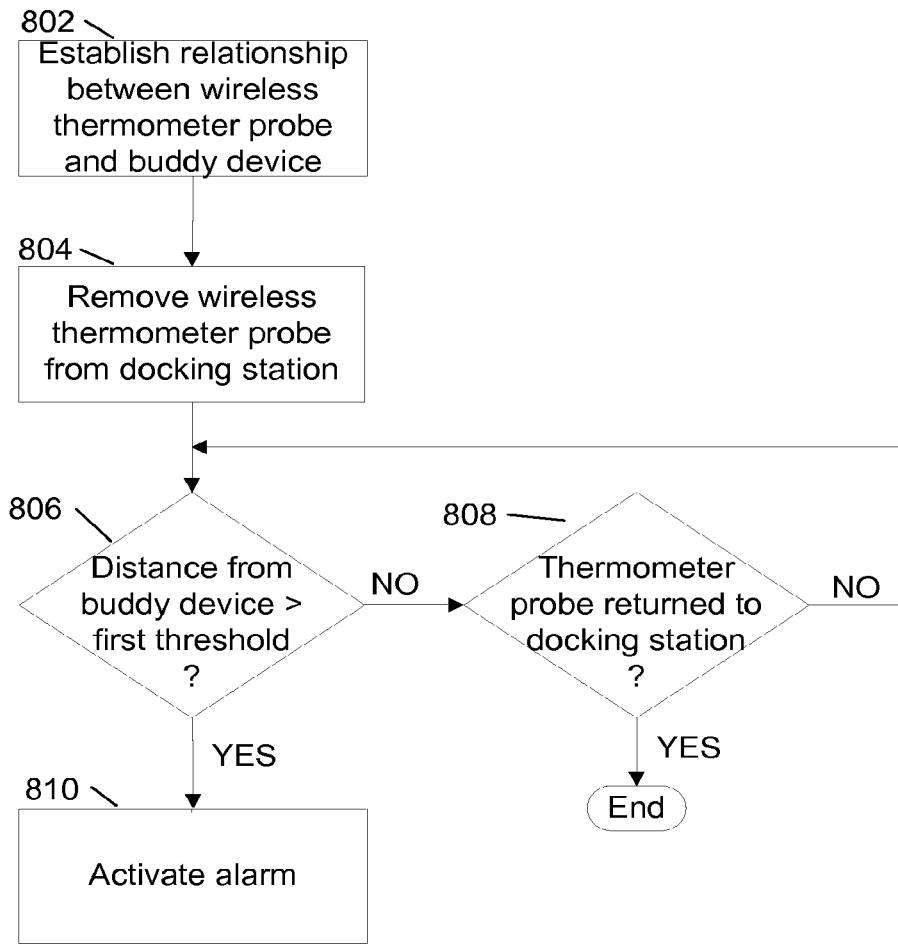 802
Establish relationship
between wireless
thermometer probe
and buddy device
804
Remove wireless
thermometer probe
from docking station
806
Distance from
buddy device >
first threshold
?
NO
808
Thermometer
probe returned to
docking station
?
NO
YES
YES
End
810
Activate alarm